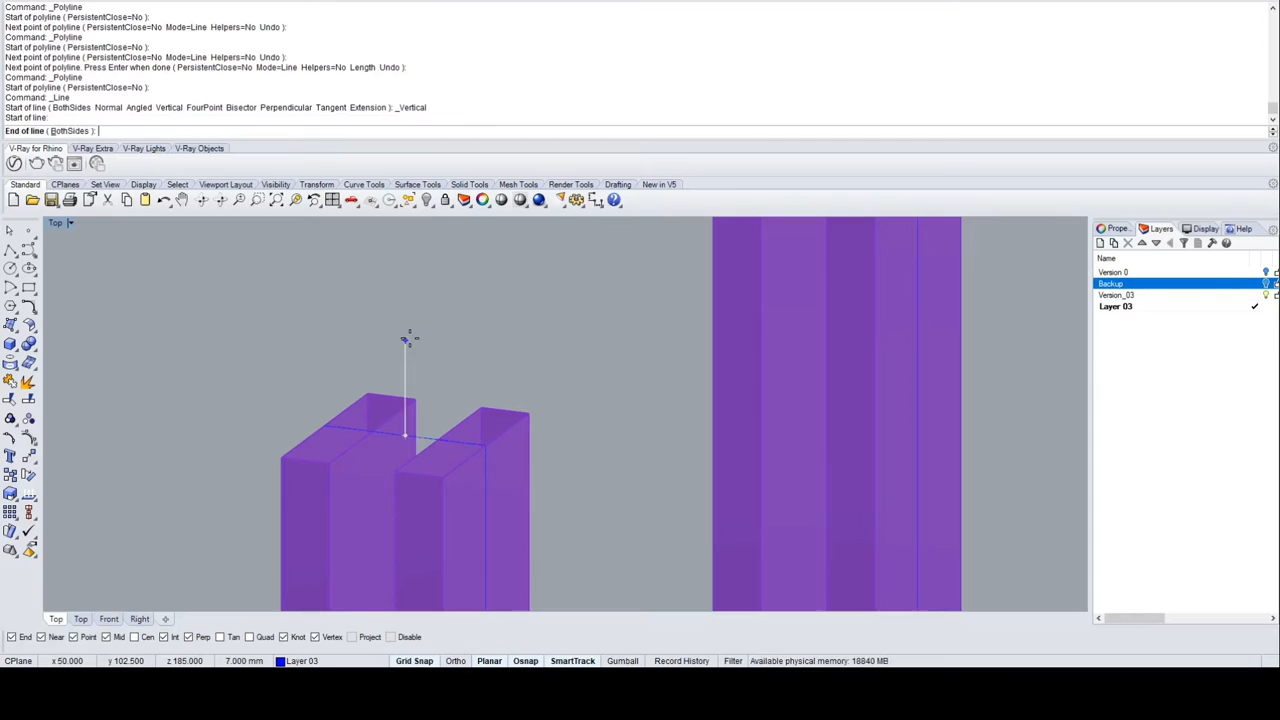 Command: _Polyline
Start of polyline ( PersistentClose=No ):
Next point of polyline ( PersistentClose=No Mode=Line Helpers=No Undo ):
Command: _Polyline
Start of polyline ( PersistentClose=No ):
Next point of polyline ( PersistentClose=No Mode=Line Helpers=No Undo ):
Next point of polyline. Press Enter when done ( PersistentClose=No Mode=Line Helpers=No Length Undo ):
Command: _Polyline
Start of polyline ( PersistentClose=No ):
Command: _Line
Start of line ( BothSides Normal Angled Vertical FourPoint Bisector Perpendicular Tangent Extension ): _Vertical
Start of line:
End of line ( BothSides ):
V-Ray for Rhino V-Ray Extra V-Ray Lights V-Ray Objects
Standard CPlanes Set View Display Select Viewport Layout Visibility Transform Curve Tools Surface Tools Solid Tools Mesh Tools Render Tools Drafting New in V5
Top
Prope... Layers Display Help
Name
Version 0
Backup
Version_03
Layer 03
Top Top Front Right
End Near Point Mid Cen Int Perp Tan Quad Knot Vertex Project Disable
CPlane x 50.000 y 102.500 z 185.000 7.000 mm Layer 03 Grid Snap Ortho Planar Osnap SmartTrack Gumball Record History Filter Available physical memory: 18840 MB